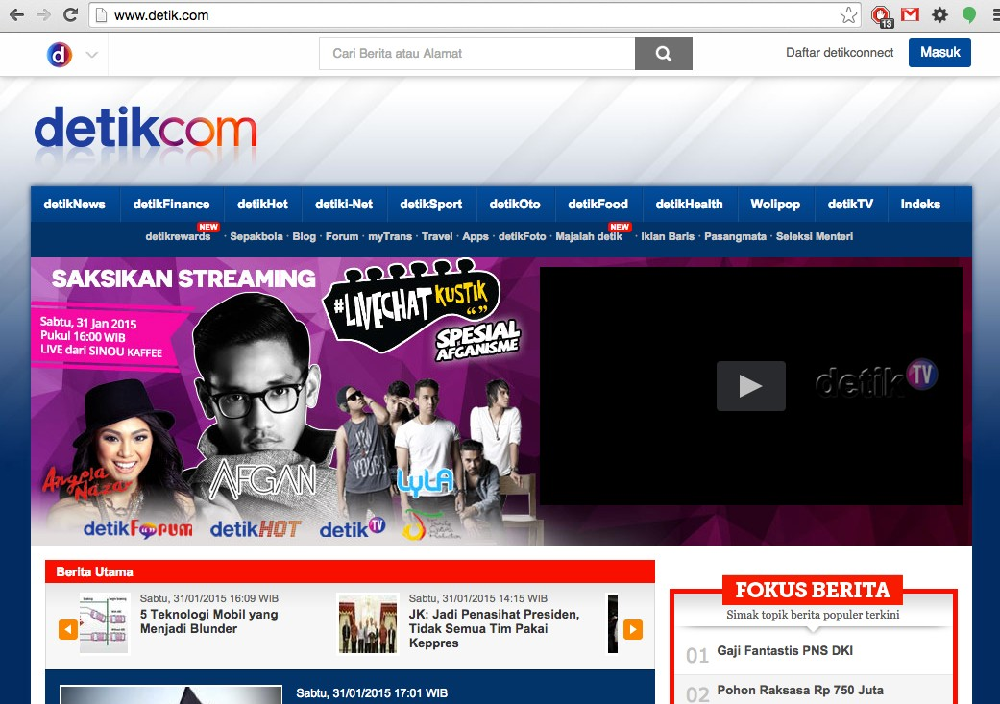 www.detik.com
13
d
Cari Berita atau Alamat
Daftar detikconnect
Masuk
detikcom
detikNews detikFinance detikHot detiki-Net detikSport detikOto detikFood detikHealth Wolipop detikTV Indeks
NEW NEW
detikrewards · Sepakbola · Blog · Forum · myTrans · Travel · Apps · detikFoto · Majalah detik · Iklan Baris · Pasangmata · Seleksi Menteri
SAKSIKAN STREAMING
#LIVECHAT KUSTIK
SPESIAL
AFGANISME
Sabtu, 31 Jan 2015
Pukul 16:00 WIB
LIVE dari SINOU KAFFEE
detik TV
YOURS
Angela
Nazar
AFGAN
LYLA
detikForum detikHOT detik TV
Berita Utama
Sabtu, 31/01/2015 16:09 WIB
5 Teknologi Mobil yang
Menjadi Blunder
Sabtu, 31/01/2015 14:15 WIB
JK: Jadi Penasihat Presiden,
Tidak Semua Tim Pakai
Keppres
Sabtu, 31/01/2015 17:01 WIB
FOKUS BERITA
Simak topik berita populer terkini
01 Gaji Fantastis PNS DKI
02 Pohon Raksasa Rp 750 Juta